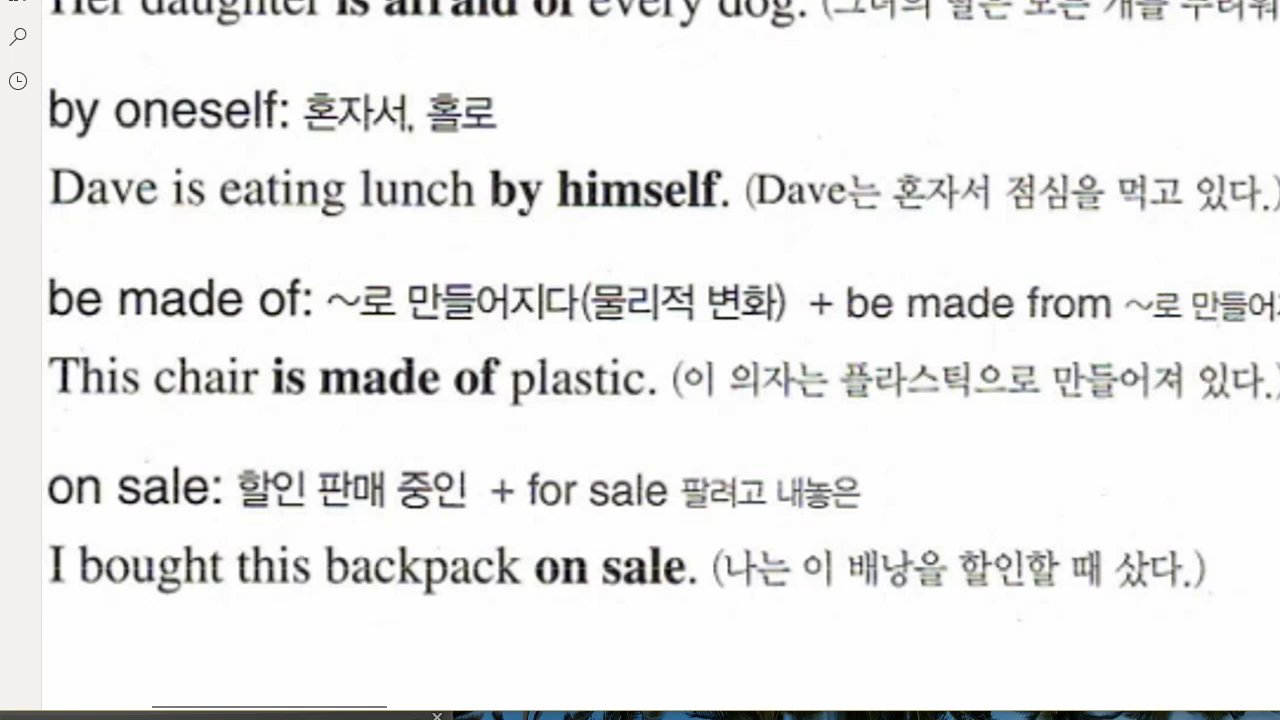 Her daughter is afraid of every dog. (그녀의 딸은 모든 개를
by oneself: 혼자서, 홀로
Dave is eating lunch by himself. (Dave는 혼자서 점심을 먹고 있다.)
be made of: ~로 만들어지다(물리적 변화) + be made from ~로 만들어
This chair is made of plastic. (이 의자는 플라스틱으로 만들어져 있다.)
on sale: 할인 판매 중인 + for sale 팔려고 내놓은
I bought this backpack on sale. (나는 이 배낭을 할인할 때 샀다.)